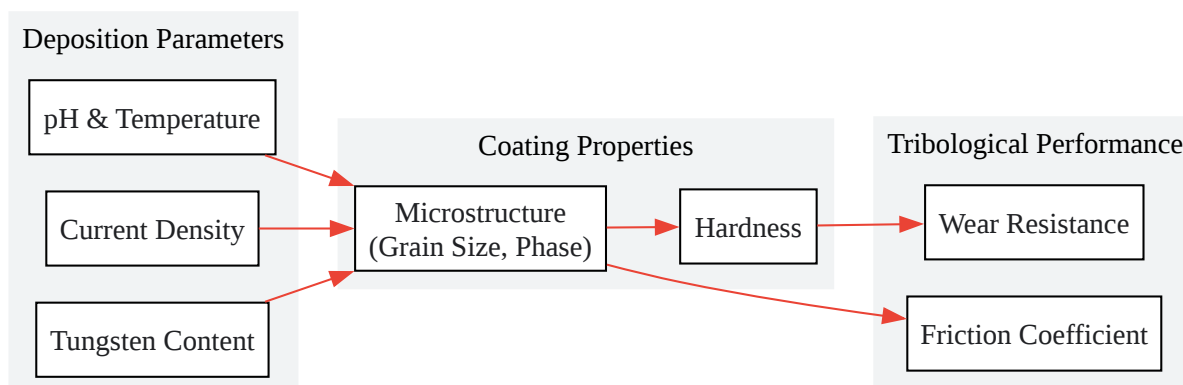 Deposition Parameters
pH & Temperature
Current Density
Tungsten Content
Coating Properties
Microstructure
(Grain Size, Phase)
Hardness
Tribological Performance
Wear Resistance
Friction Coefficient